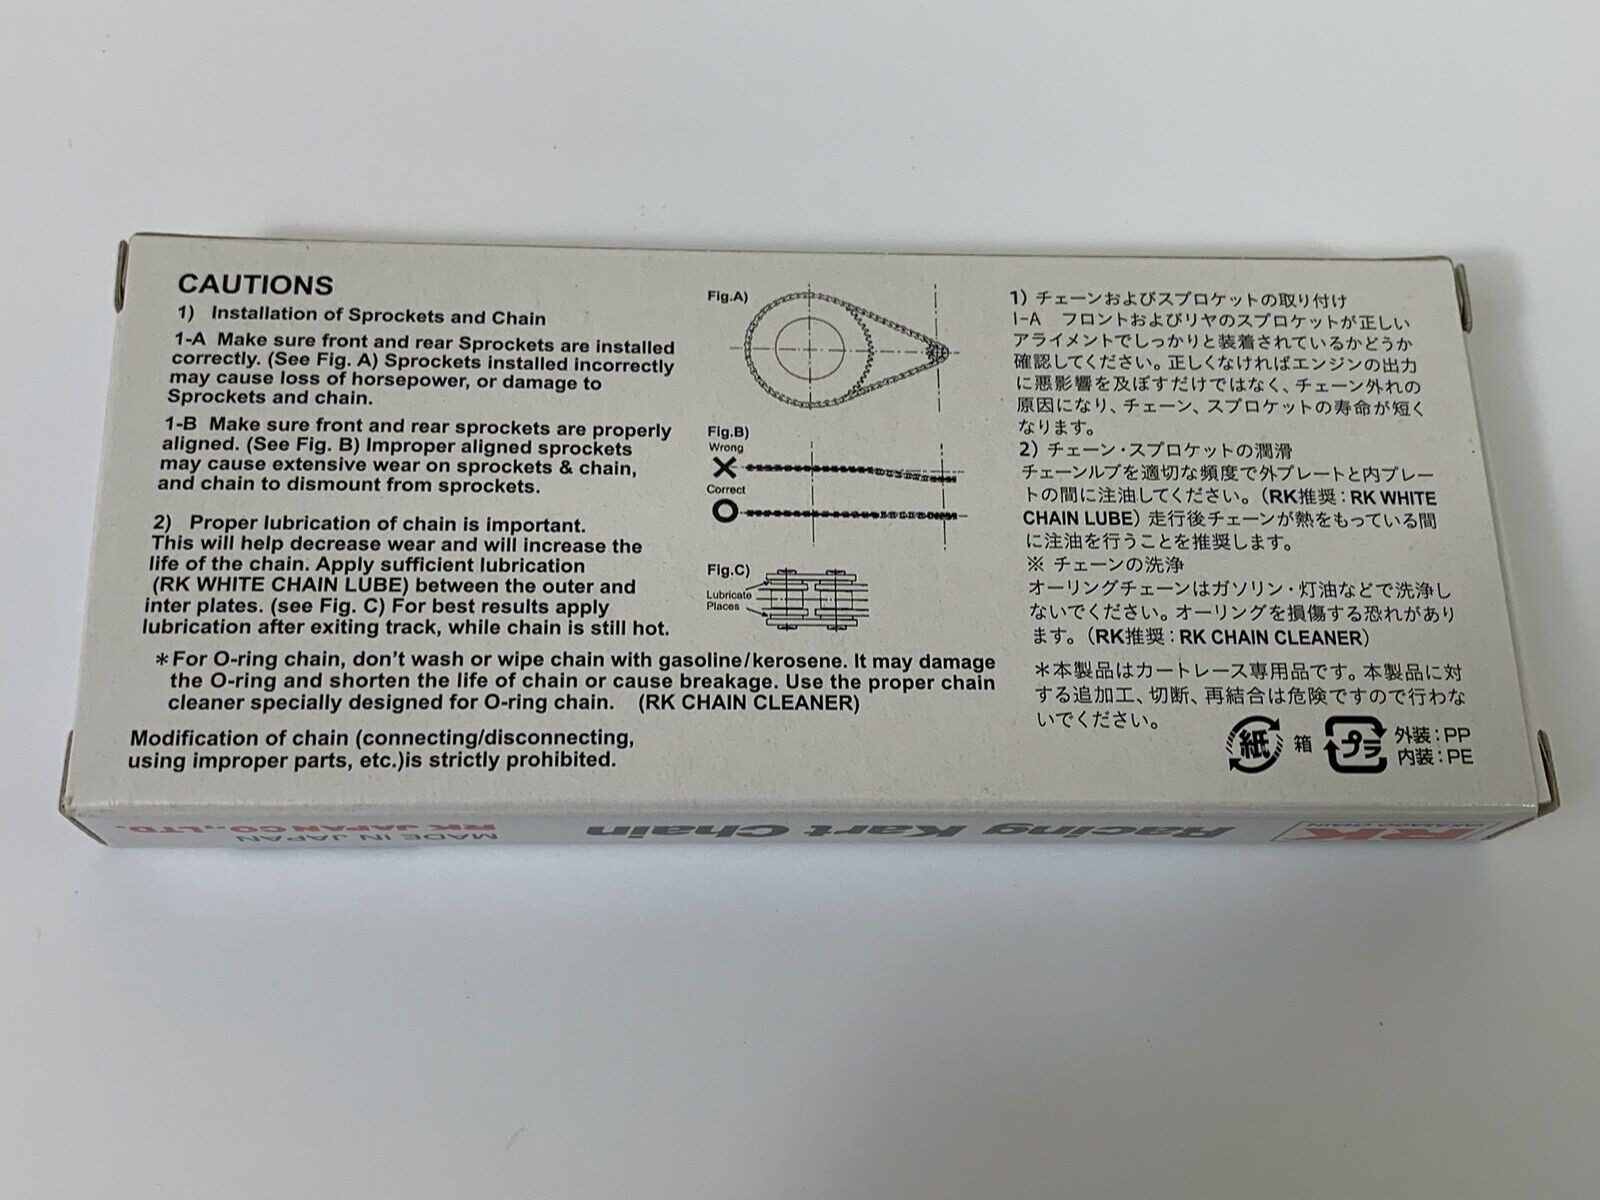 CAUTIONS
1) Installation of Sprockets and Chain
1-A Make sure front and rear Sprockets are installed
correctly. (See Fig. A) Sprockets installed incorrectly
may cause loss of horsepower, or damage to
Sprockets and chain.
1-B Make sure front and rear sprockets are properly
aligned. (See Fig. B) Improper aligned sprockets
may cause extensive wear on sprockets & chain,
and chain to dismount from sprockets.
2) Proper lubrication of chain is important.
This will help decrease wear and will increase the
life of the chain. Apply sufficient lubrication
(RK WHITE CHAIN LUBE) between the outer and
inter plates. (see Fig. C) For best results apply
lubrication after exiting track, while chain is still hot.
*For O-ring chain, don't wash or wipe chain with gasoline/kerosene. It may damage
the O-ring and shorten the life of chain or cause breakage. Use the proper chain
cleaner specially designed for O-ring chain. (RK CHAIN CLEANER)
Modification of chain (connecting/disconnecting,
using improper parts, etc.)is strictly prohibited.
Fig.A)
Fig.B)
Wrong
Correct
Fig.C)
Lubricate
Places
1) チェーンおよびスプロケットの取り付け
1-A フロントおよびリヤのスプロケットが正しい
アライメントでしっかりと装着されているかどうか
確認してください。正しくなければエンジンの出力
に悪影響を及ぼすだけではなく、チェーン外れの
原因になり、チェーン、スプロケットの寿命が短く
なります。
2) チェーン・スプロケットの潤滑
チェーンルブを適切な頻度で外プレートと内プレー
トの間に注油してください。(RK推奨:RK WHITE
CHAIN LUBE) 走行後チェーンが熱をもっている間
に注油を行うことを推奨します。
※ チェーンの洗浄
オーリングチェーンはガソリン・灯油などで洗浄し
ないでください。オーリングを損傷する恐れがあり
ます。(RK推奨:RK CHAIN CLEANER)
*本製品はカートレース専用品です。本製品に対
する追加工、切断、再結合は危険ですので行わな
いでください。
紙 箱 プラ 外装:PP
内装:PE
RK
TAKASAGO CHAIN
Racing Kart Chain
MADE IN JAPAN
RK JAPAN CO.,LTD.